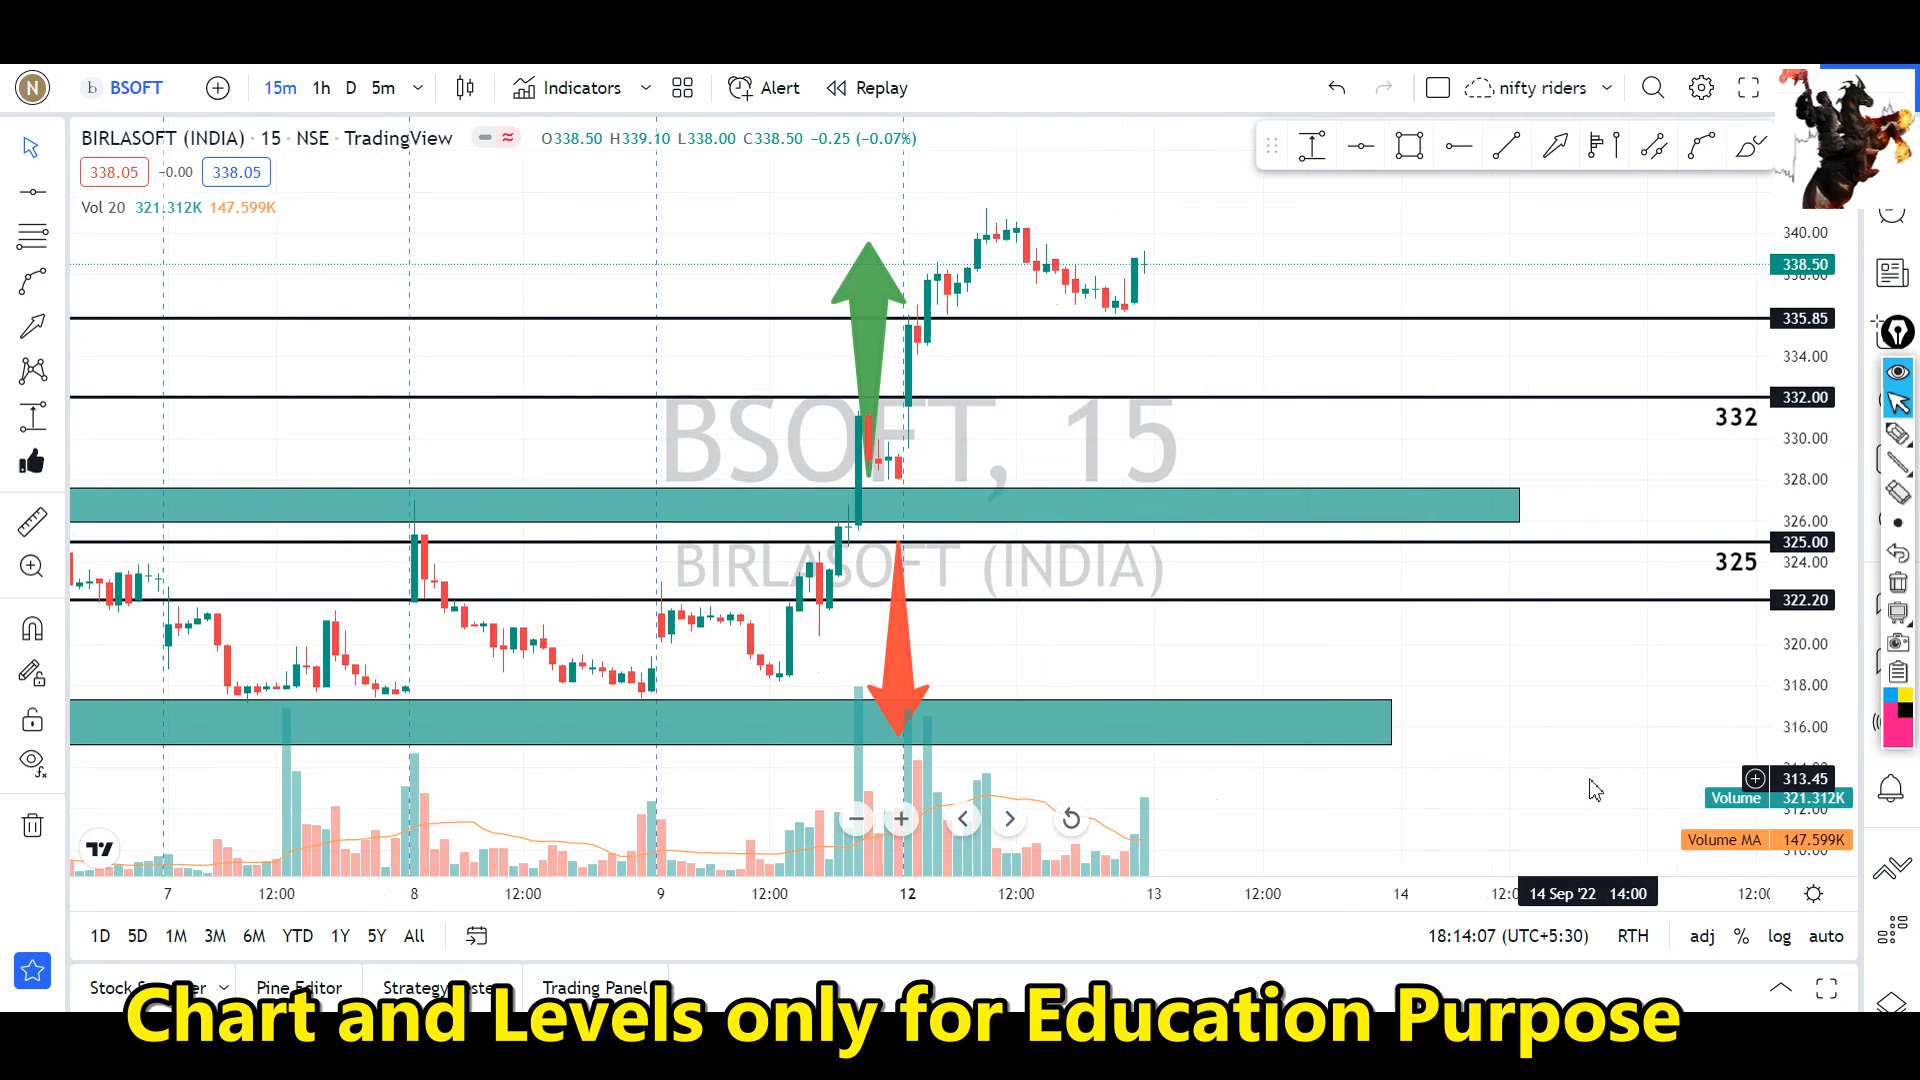 N b BSOFT 15m 1h D 5m Indicators Alert Replay nifty riders
BIRLASOFT (INDIA) · 15 · NSE · TradingView O338.50 H339.10 L338.00 C338.50 −0.25 (−0.07%)
338.05 -0.00 338.05
Vol 20 321.312K 147.599K
340.00
338.50
335.85
334.00
332.00
332
330.00
328.00
326.00
325.00
325
324.00
322.20
320.00
318.00
316.00
313.45
Volume 321.312K
Volume MA 147.599K
BSOFT, 15
BIRLASOFT (INDIA)
7 12:00 8 12:00 9 12:00 12 12:00 13 12:00 14 14 Sep '22 14:00
1D 5D 1M 3M 6M YTD 1Y 5Y All 18:14:07 (UTC+5:30) RTH adj % log auto
Stock Pine Editor Strategy Trading Panel
Chart and Levels only for Education Purpose